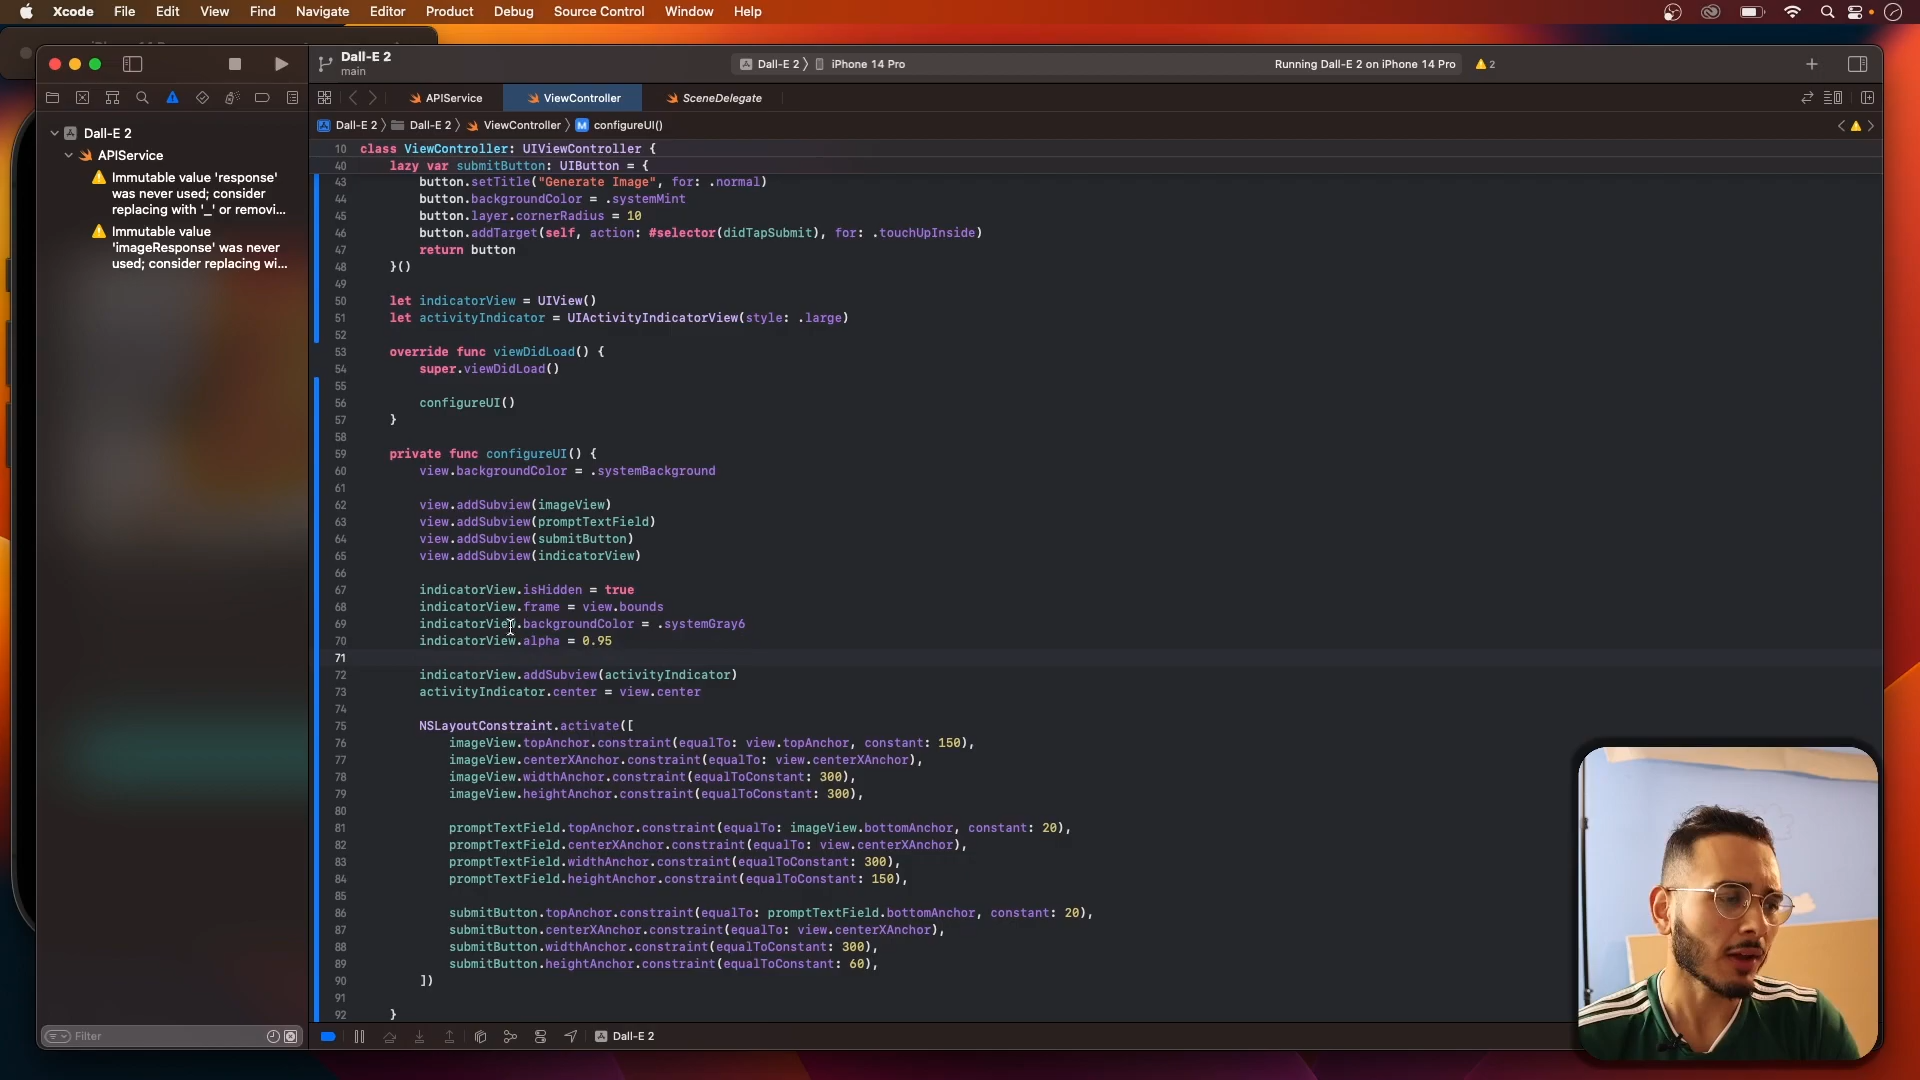 Xcode File Edit View Find Navigate Editor Product Debug Source Control Window Help
Dall-E 2
main
Dall-E 2 iPhone 14 Pro
Running Dall-E 2 on iPhone 14 Pro 2
APIService ViewController SceneDelegate
Dall-E 2 Dall-E 2 ViewController M configureUI()
Dall-E 2
APIService
Immutable value 'response'
was never used; consider
replacing with '_' or removi...
Immutable value
'imageResponse' was never
used; consider replacing wi...
Filter
10 class ViewController: UIViewController {
40 lazy var submitButton: UIButton = {
43 button.setTitle("Generate Image", for: .normal)
44 button.backgroundColor = .systemMint
45 button.layer.cornerRadius = 10
46 button.addTarget(self, action: #selector(didTapSubmit), for: .touchUpInside)
47 return button
48 }()
49
50 let indicatorView = UIView()
51 let activityIndicator = UIActivityIndicatorView(style: .large)
52
53 override func viewDidLoad() {
54 super.viewDidLoad()
55
56 configureUI()
57 }
58
59 private func configureUI() {
60 view.backgroundColor = .systemBackground
61
62 view.addSubview(imageView)
63 view.addSubview(promptTextField)
64 view.addSubview(submitButton)
65 view.addSubview(indicatorView)
66
67 indicatorView.isHidden = true
68 indicatorView.frame = view.bounds
69 indicatorView.backgroundColor = .systemGray6
70 indicatorView.alpha = 0.95
71
72 indicatorView.addSubview(activityIndicator)
73 activityIndicator.center = view.center
74
75 NSLayoutConstraint.activate([
76 imageView.topAnchor.constraint(equalTo: view.topAnchor, constant: 150),
77 imageView.centerXAnchor.constraint(equalTo: view.centerXAnchor),
78 imageView.widthAnchor.constraint(equalToConstant: 300),
79 imageView.heightAnchor.constraint(equalToConstant: 300),
80
81 promptTextField.topAnchor.constraint(equalTo: imageView.bottomAnchor, constant: 20),
82 promptTextField.centerXAnchor.constraint(equalTo: view.centerXAnchor),
83 promptTextField.widthAnchor.constraint(equalToConstant: 300),
84 promptTextField.heightAnchor.constraint(equalToConstant: 150),
85
86 submitButton.topAnchor.constraint(equalTo: promptTextField.bottomAnchor, constant: 20),
87 submitButton.centerXAnchor.constraint(equalTo: view.centerXAnchor),
88 submitButton.widthAnchor.constraint(equalToConstant: 300),
89 submitButton.heightAnchor.constraint(equalToConstant: 60),
90 ])
91
92 }
Dall-E 2